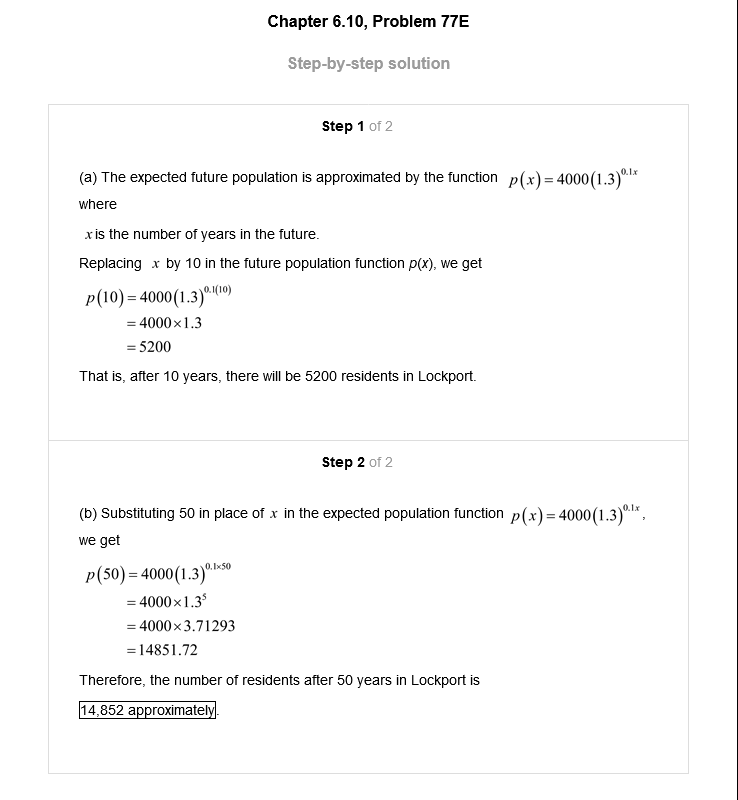 Chapter 6.10, Problem 77E
Step-by-step solution
Step 1 of 2
(a) The expected future population is approximated by the function p(x) = 4000(1.3)^0.1x
where
x is the number of years in the future.
Replacing x by 10 in the future population function p(x), we get
p(10) = 4000(1.3)^0.1(10)
= 4000×1.3
= 5200
That is, after 10 years, there will be 5200 residents in Lockport.
Step 2 of 2
(b) Substituting 50 in place of x in the expected population function p(x) = 4000(1.3)^0.1x,
we get
p(50) = 4000(1.3)^0.1×50
= 4000×1.3^5
= 4000×3.71293
= 14851.72
Therefore, the number of residents after 50 years in Lockport is
14,852 approximately.